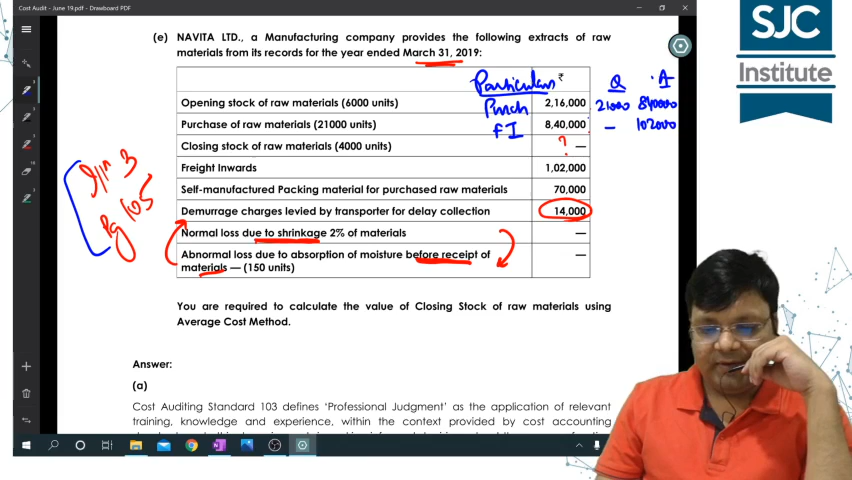 Cost Audit - June 19.pdf - Drawboard PDF
SJC
Institute
(e) NAVITA LTD., a Manufacturing company provides the following extracts of raw
materials from its records for the year ended March 31, 2019:
Particulars ₹ Q A
Opening stock of raw materials (6000 units) 2,16,000
Purch 21000 840000
Purchase of raw materials (21000 units) 8,40,000
FI — 102000
Closing stock of raw materials (4000 units) ? —
Freight Inwards 1,02,000
Self-manufactured Packing material for purchased raw materials 70,000
Demurrage charges levied by transporter for delay collection 14,000
Normal loss due to shrinkage 2% of materials —
Abnormal loss due to absorption of moisture before receipt of
materials — (150 units) —
3
Pg 105
You are required to calculate the value of Closing Stock of raw materials using
Average Cost Method.
Answer:
(a)
Cost Auditing Standard 103 defines 'Professional Judgment' as the application of relevant
training, knowledge and experience, within the context provided by cost accounting